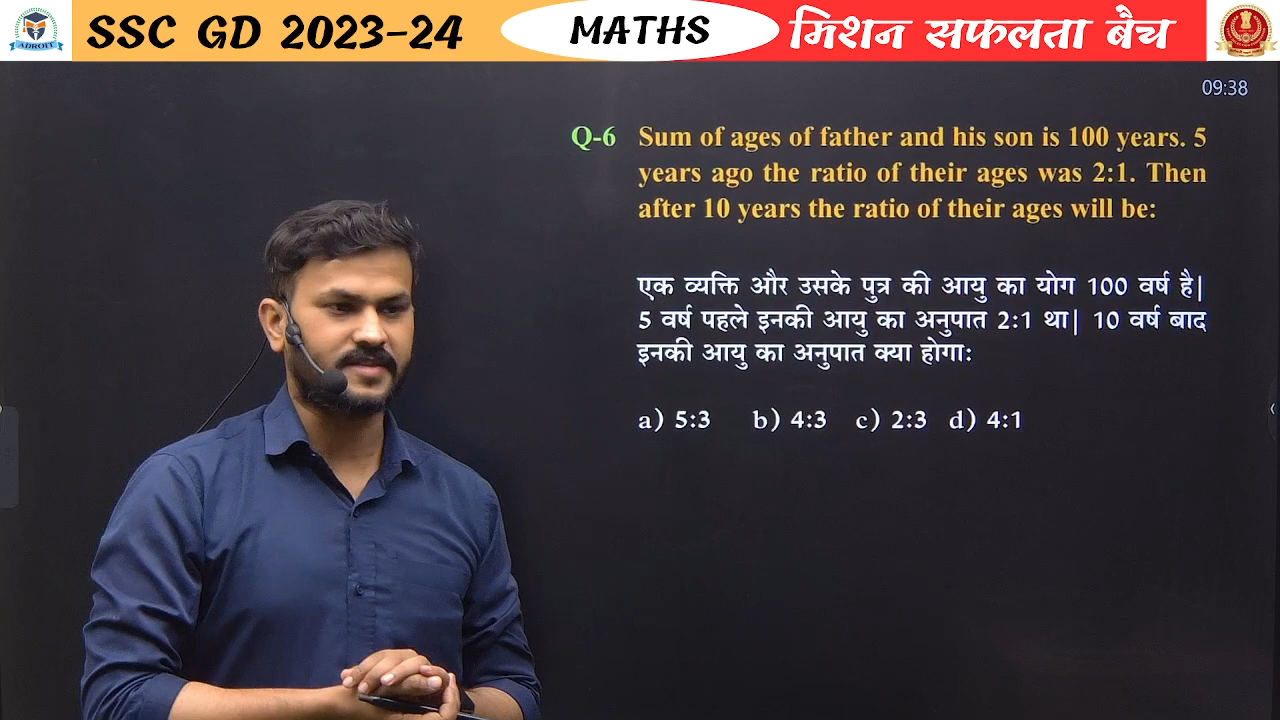 SSC GD 2023-24
MATHS
मिशन सफलता बैच
ADROIT
09:38
Q-6 Sum of ages of father and his son is 100 years. 5
years ago the ratio of their ages was 2:1. Then
after 10 years the ratio of their ages will be:
एक व्यक्ति और उसके पुत्र की आयु का योग 100 वर्ष है|
5 वर्ष पहले इनकी आयु का अनुपात 2:1 था| 10 वर्ष बाद
इनकी आयु का अनुपात क्या होगा:
a) 5:3 b) 4:3 c) 2:3 d) 4:1